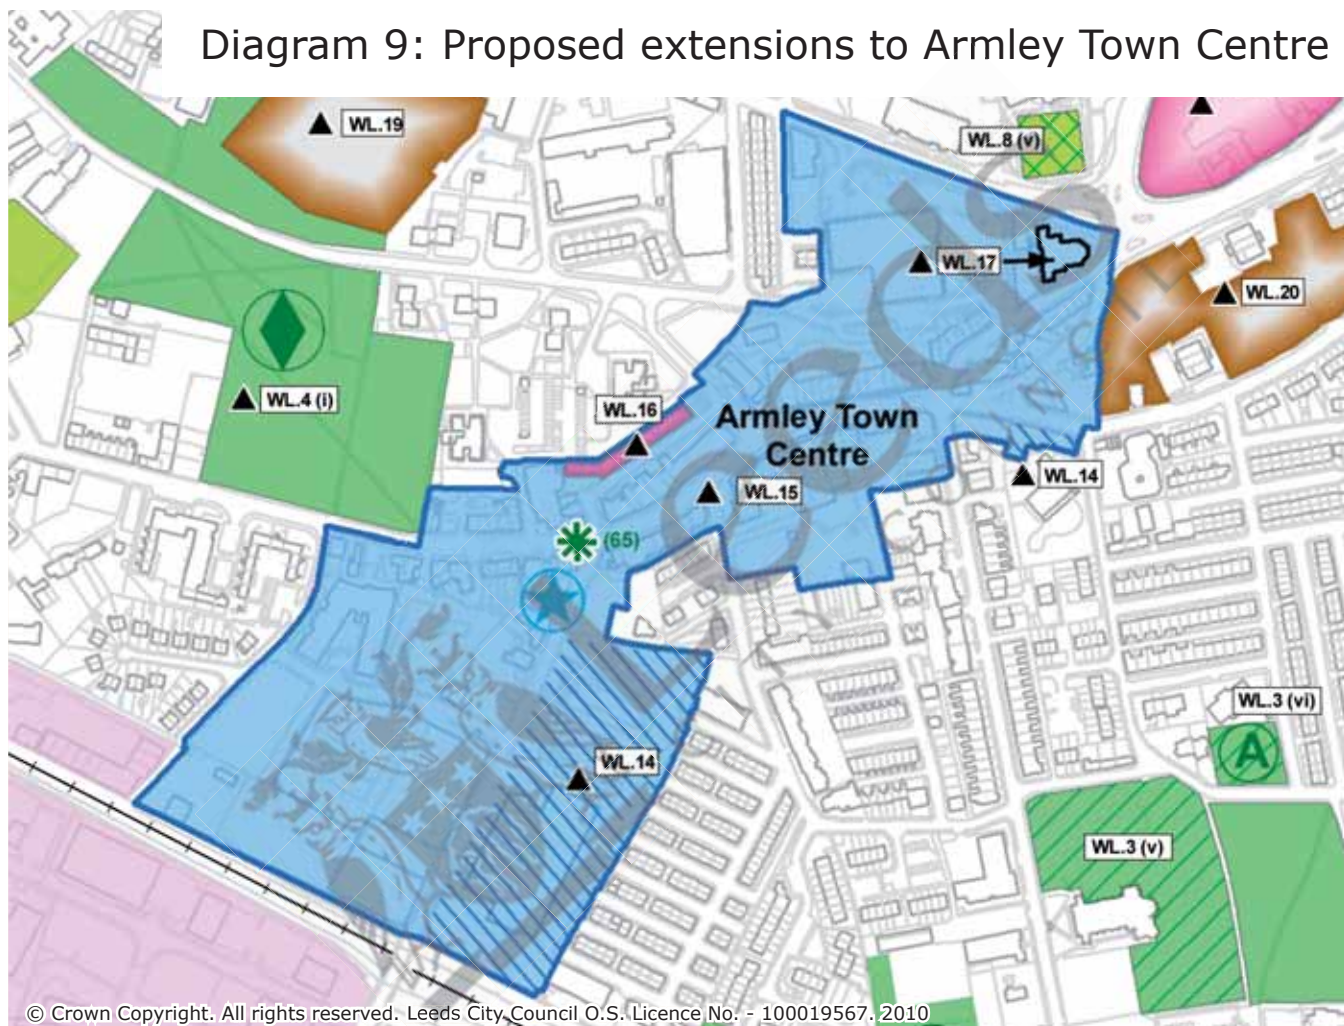 Diagram 9: Proposed extensions to Armley Town Centre
WL.19
WL.8 (v)
WL.17
WL.20
WL.4 (i)
WL.16
Armley Town
Centre
WL.15
WL.14
(65)
WL.3 (vi)
A
WL.14
WL.3 (v)
© Crown Copyright. All rights reserved. Leeds City Council O.S. Licence No. - 100019567. 2010